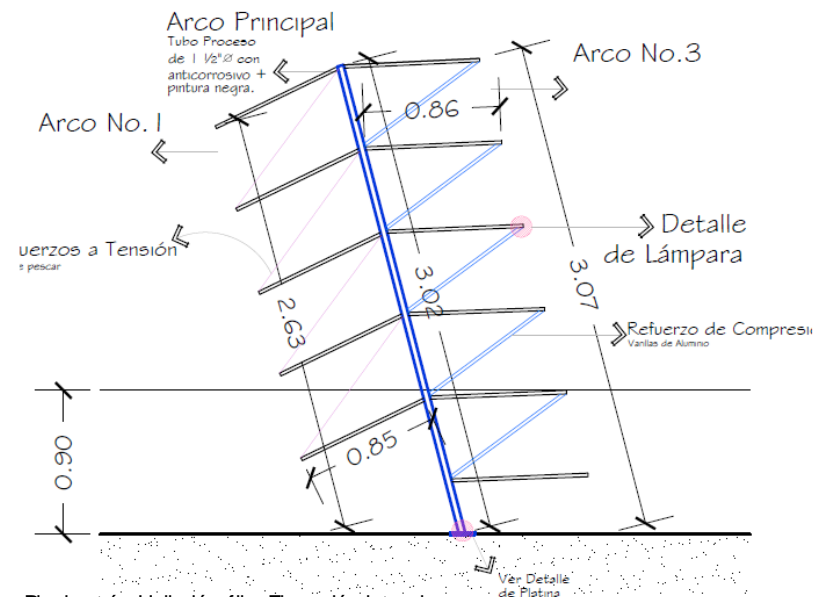 Arco Principal
Tubo Proceso
de 1 ½"Ø con
anticorrosivo +
pintura negra.
Arco No.3
0.86
Arco No.1
Detalle
de Lámpara
uerzos a Tensión
e pescar
2.63
3.02
3.07
Refuerzo de Compresi
Varillas de Aluminio
0.90
0.85
Ver Detalle
de Platina